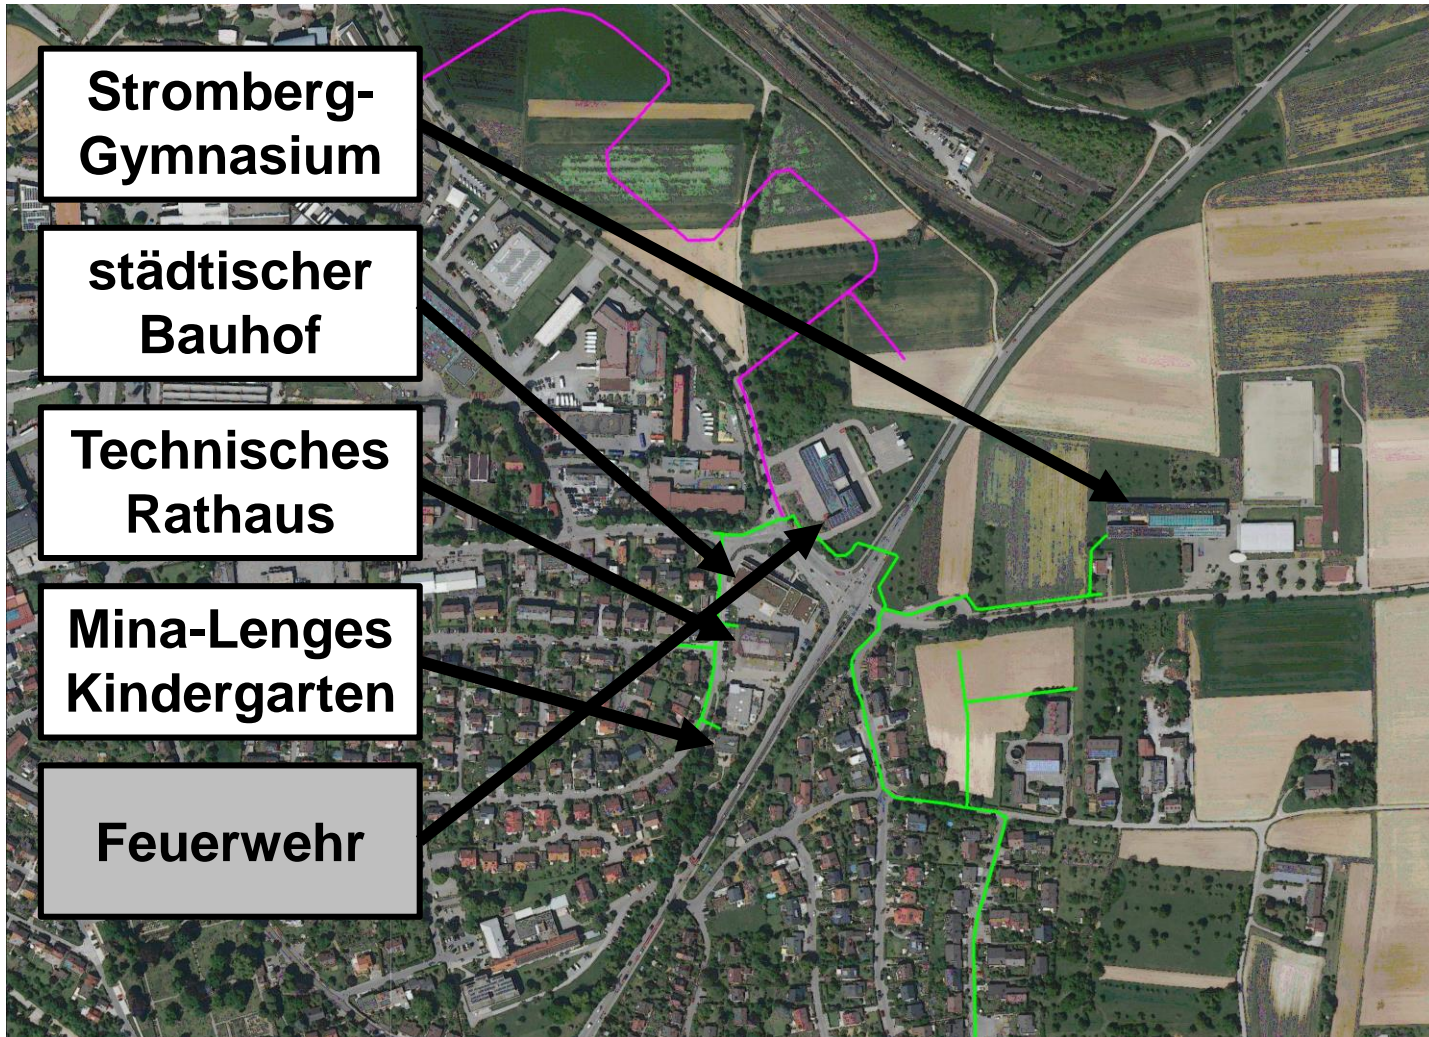 Stromberg-
Gymnasium
städtischer
Bauhof
Technisches
Rathaus
Mina-Lenges
Kindergarten
Feuerwehr